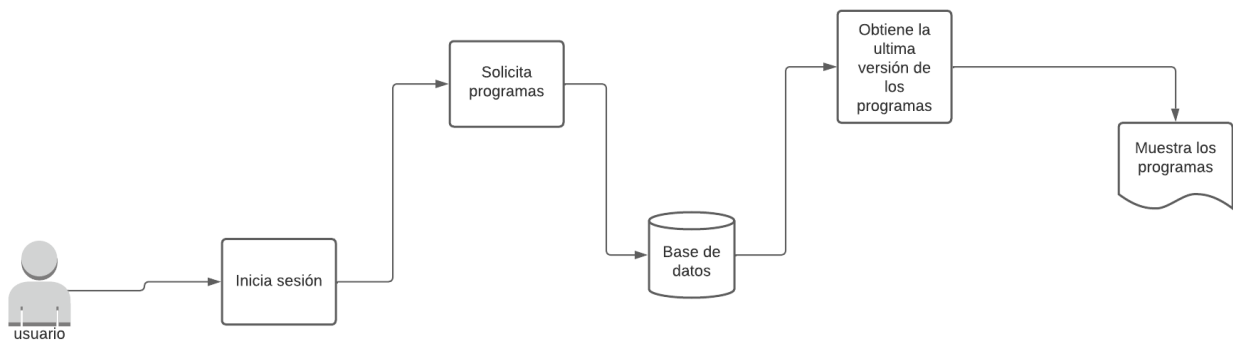 usuario
Inicia sesión
Solicita
programas
Base de
datos
Obtiene la
ultima
versión de
los
programas
Muestra los
programas